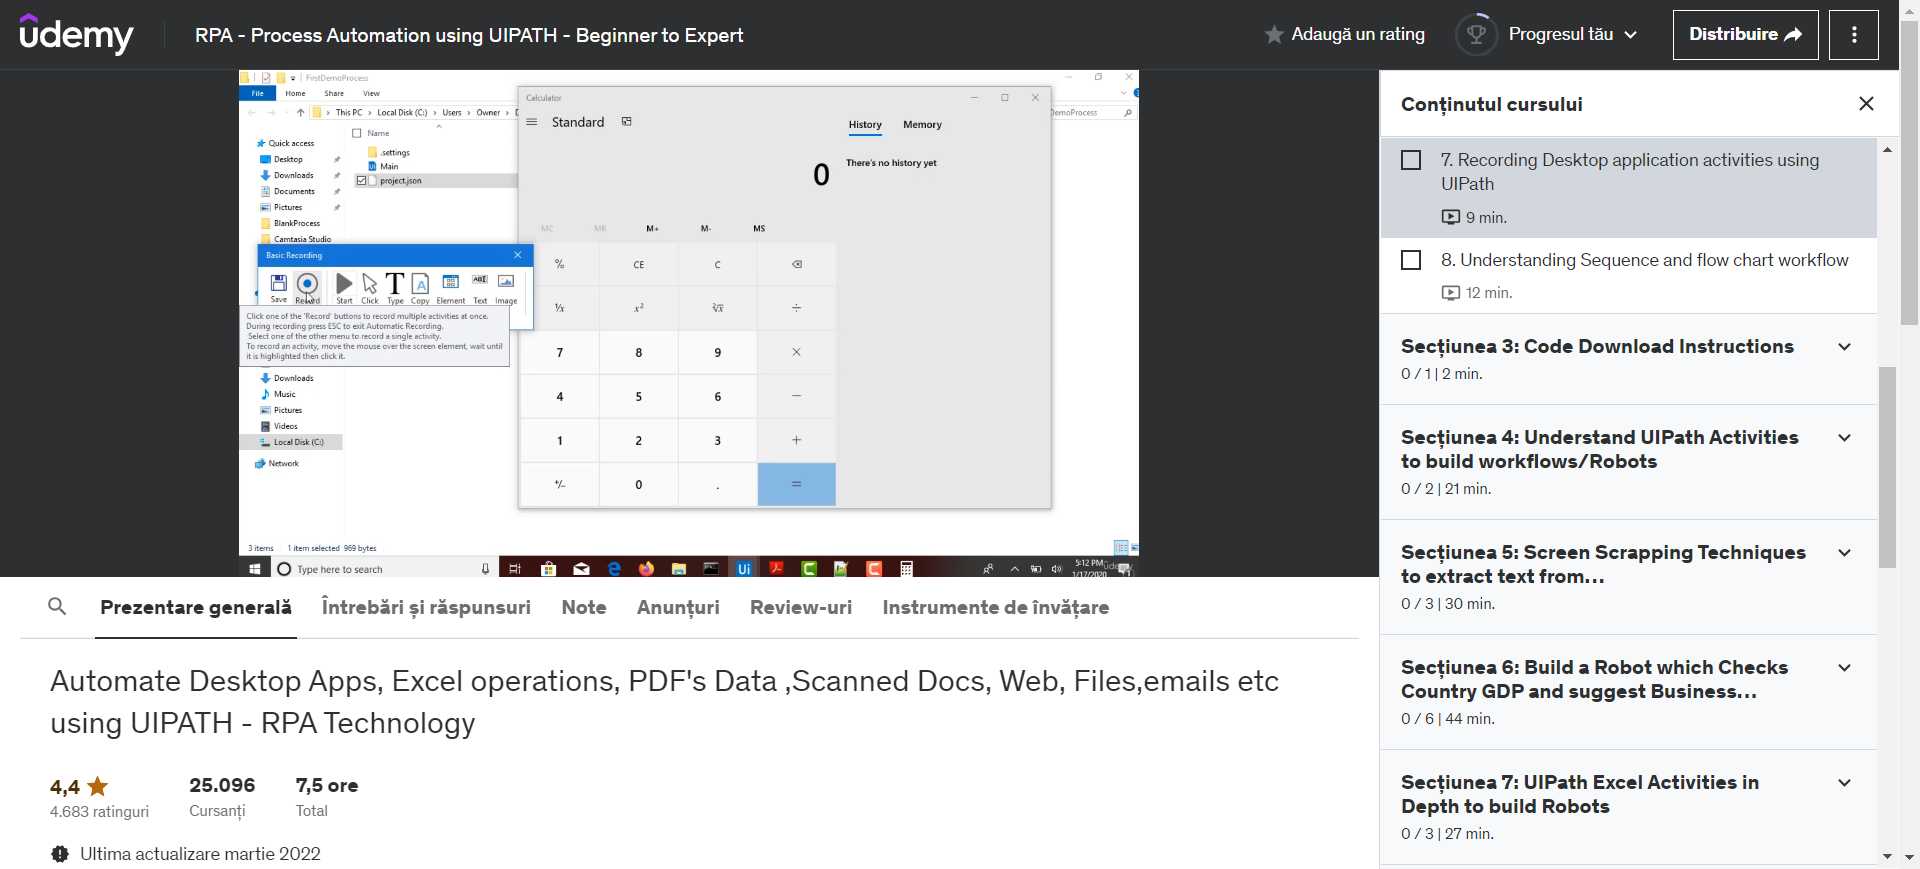 udemy
RPA - Process Automation using UIPATH - Beginner to Expert
Adaugă un rating
Progresul tău
Distribuire
FirstDemoProcess
File Home Share View
This PC > Local Disk (C:) > Users > Owner >
DemoProcess
Name
Quick access
Desktop
Downloads
Documents
Pictures
BlankProcess
Camtasia Studio
.settings
Main
project.json
Basic Recording
Save Record Start Click Type Copy Element Text Image
Click one of the 'Record' buttons to record multiple activities at once.
During recording press ESC to exit Automatic Recording.
Select one of the other menu to record a single activity.
To record an activity, move the mouse over the screen element, wait until
it is highlighted then click it.
Downloads
Music
Pictures
Videos
Local Disk (C:)
Network
3 items 1 item selected 969 bytes
Calculator
Standard
History Memory
There's no history yet
0
MC MR M+ M- MS
% CE C
¹/x x² ²√x ÷
7 8 9 ×
4 5 6 −
1 2 3 +
+/- 0 . =
Type here to search
Ui
5:12 PM
1/17/2020
udemy
Conținutul cursului
7. Recording Desktop application activities using
UIPath
9 min.
8. Understanding Sequence and flow chart workflow
12 min.
Secțiunea 3: Code Download Instructions
0 / 1 | 2 min.
Secțiunea 4: Understand UIPath Activities
to build workflows/Robots
0 / 2 | 21 min.
Secțiunea 5: Screen Scrapping Techniques
to extract text from...
0 / 3 | 30 min.
Secțiunea 6: Build a Robot which Checks
Country GDP and suggest Business...
0 / 6 | 44 min.
Secțiunea 7: UIPath Excel Activities in
Depth to build Robots
0 / 3 | 27 min.
Prezentare generală Întrebări și răspunsuri Note Anunțuri Review-uri Instrumente de învățare
Automate Desktop Apps, Excel operations, PDF's Data ,Scanned Docs, Web, Files,emails etc
using UIPATH - RPA Technology
4,4 25.096 7,5 ore
4.683 ratinguri Cursanți Total
Ultima actualizare martie 2022